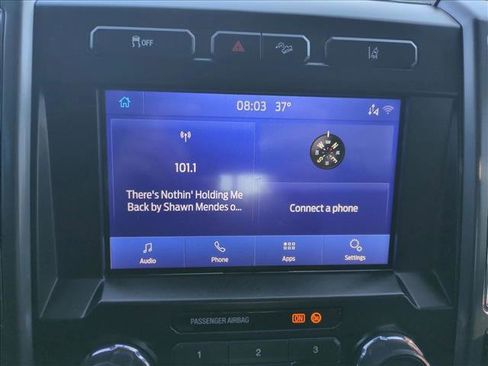 OFF
08:03 37°
101.1
There's Nothin' Holding Me
Back by Shawn Mendes o...
Connect a phone
Audio Phone Apps Settings
PASSENGER AIRBAG ON
1 2 3